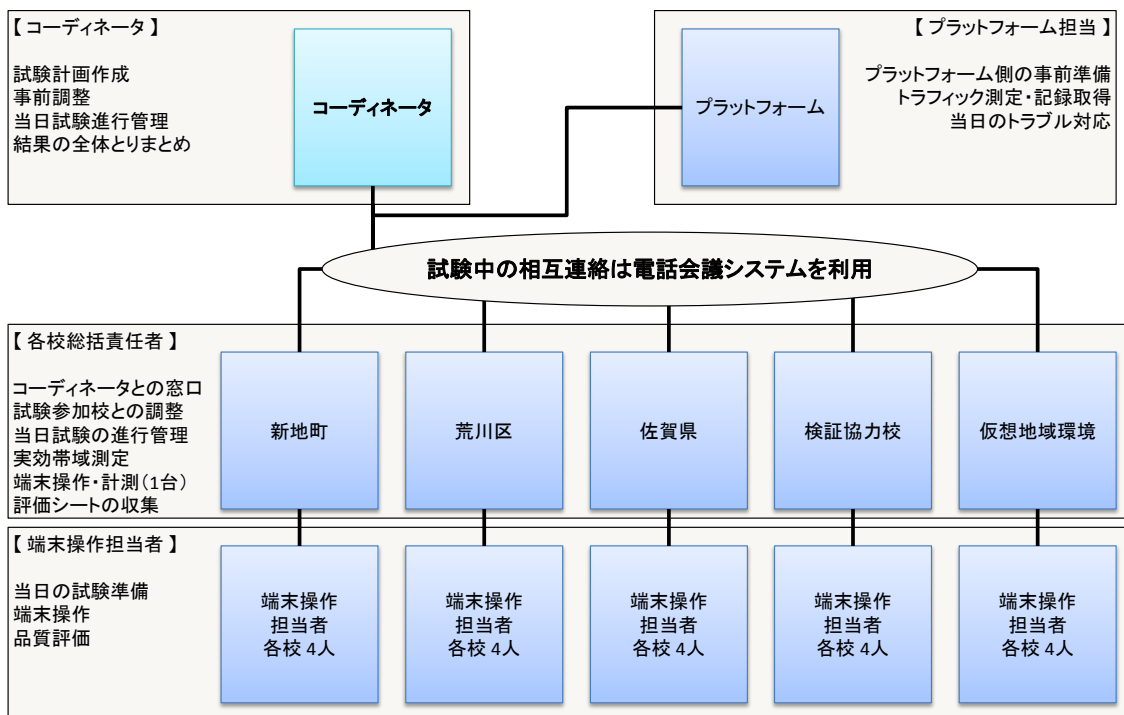 【 コーディネータ 】
試験計画作成
事前調整
当日試験進行管理
結果の全体とりまとめ
コーディネータ
【 プラットフォーム担当 】
プラットフォーム
プラットフォーム側の事前準備
トラフィック測定・記録取得
当日のトラブル対応
試験中の相互連絡は電話会議システムを利用
【 各校総括責任者 】
コーディネータとの窓口
試験参加校との調整
当日試験の進行管理
実効帯域測定
端末操作・計測(1台)
評価シートの収集
新地町
荒川区
佐賀県
検証協力校
仮想地域環境
【 端末操作担当者 】
当日の試験準備
端末操作
品質評価
端末操作
担当者
各校 4人
端末操作
担当者
各校 4人
端末操作
担当者
各校 4人
端末操作
担当者
各校 4人
端末操作
担当者
各校 4人